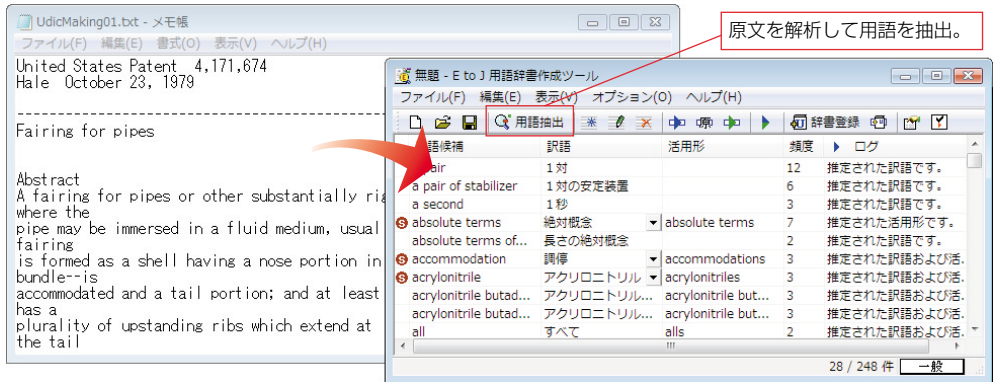 UdicMaking01.txt - メモ帳
ファイル(F) 編集(E) 書式(O) 表示(V) ヘルプ(H)
United States Patent 4,171,674
Hale October 23, 1979
--------------------------------------------------
Fairing for pipes
Abstract
A fairing for pipes or other substantially rig
where the
pipe may be immersed in a fluid medium, usual
fairing
is formed as a shell having a nose portion in
bundle--is
accommodated and a tail portion; and at least
has a
plurality of upstanding ribs which extend at
the tail
原文を解析して用語を抽出。
無題 - E to J 用語辞書作成ツール
ファイル(F) 編集(E) 表示(V) オプション(O) ヘルプ(H)
用語抽出 辞書登録
語候補 訳語 活用形 頻度 ログ
pair 1対 12 推定された訳語です。
a pair of stabilizer 1対の安定装置 6 推定された訳語です。
a second 1秒 3 推定された訳語です。
S absolute terms 絶対概念 absolute terms 7 推定された活用形です。
absolute terms of... 長さの絶対概念 2 推定された訳語です。
S accommodation 調停 accommodations 3 推定された訳語および活.
S acrylonitrile アクリロニトリル acrylonitriles 3 推定された訳語および活.
acrylonitrile butad... アクリロニトリル... acrylonitrile but... 3 推定された訳語および活.
acrylonitrile butad... アクリロニトリル... acrylonitrile but... 3 推定された訳語および活.
all すべて alls 2 推定された訳語および活.
28 / 248 件 一般